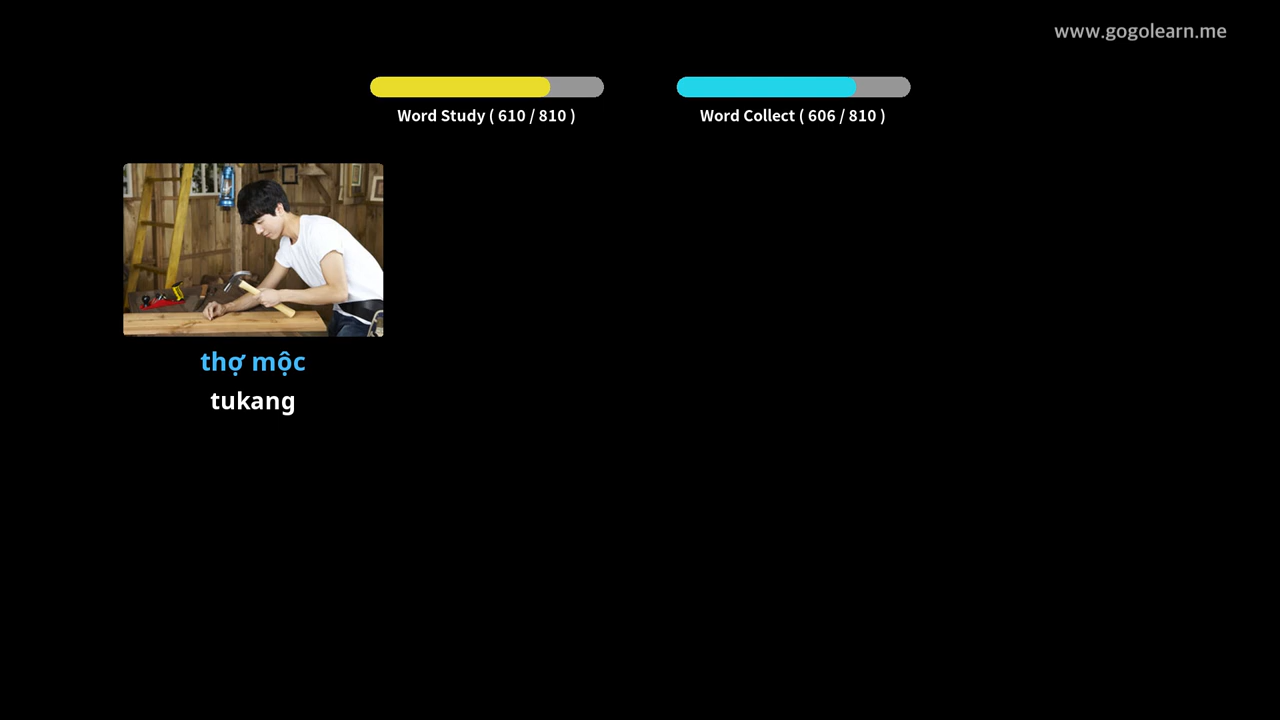 www.gogolearn.me
Word Study ( 610 / 810 )
Word Collect ( 606 / 810 )
thợ mộc
tukang